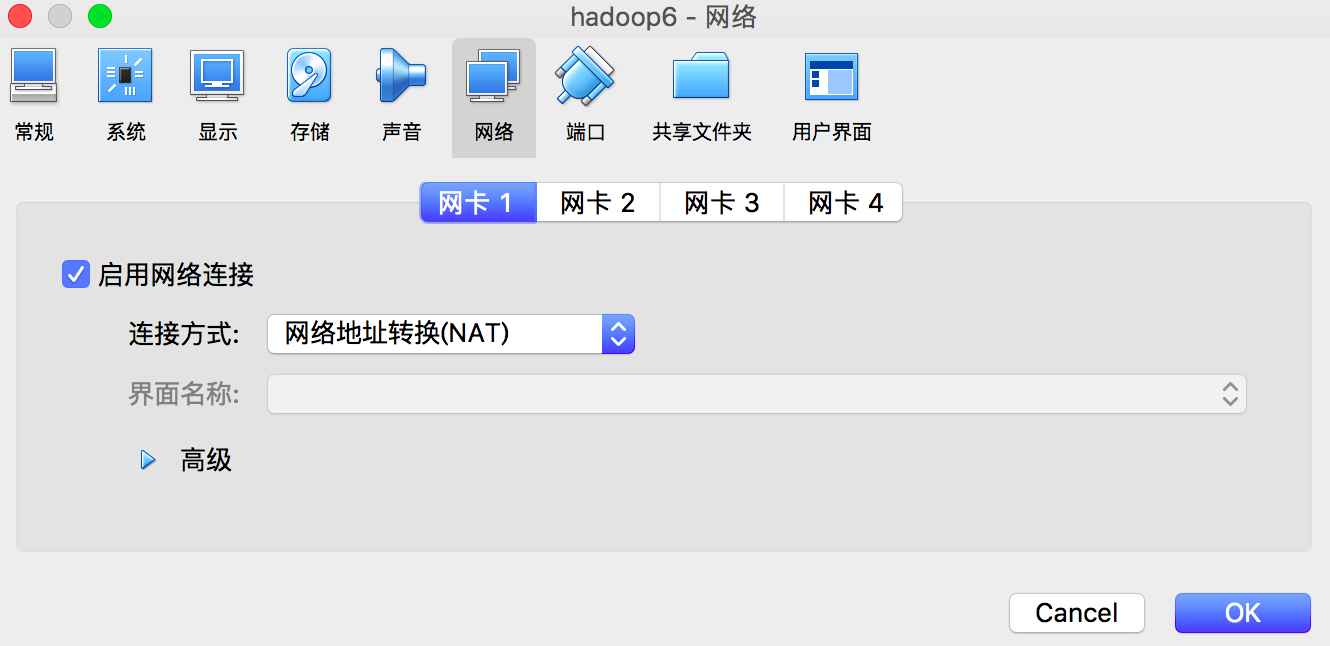 hadoop6 - 网络
常规 系统 显示 存储 声音 网络 端口 共享文件夹 用户界面
网卡 1 网卡 2 网卡 3 网卡 4
启用网络连接
连接方式: 网络地址转换(NAT)
界面名称:
高级
Cancel OK